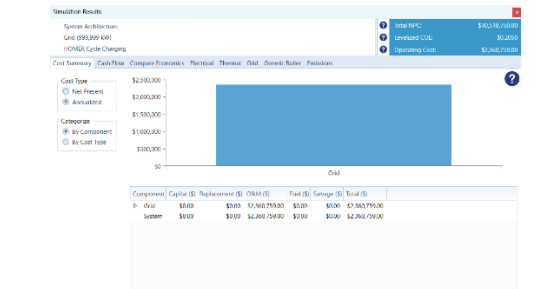 Simulation Results
System Architecture:
Grid (999,999 kW)
HOMER Cycle Charging
Total NPC: $30,518,750.00
Levelized COE: $0.2050
Operating Cost: $2,360,759.00
Cost Summary Cash Flow Compare Economics Electrical Thermal Grid Generic Boiler Emissions
Cost Type
Net Present
Annualized
Categorize
By Component
By Cost Type
$2,500,000
$2,000,000
$1,500,000
$1,000,000
$500,000
$0
Grid
Component Capital ($) Replacement ($) O&M ($) Fuel ($) Salvage ($) Total ($)
Grid $0.00 $0.00 $2,360,759.00 $0.00 $0.00 $2,360,759.00
System $0.00 $0.00 $2,360,759.00 $0.00 $0.00 $2,360,759.00